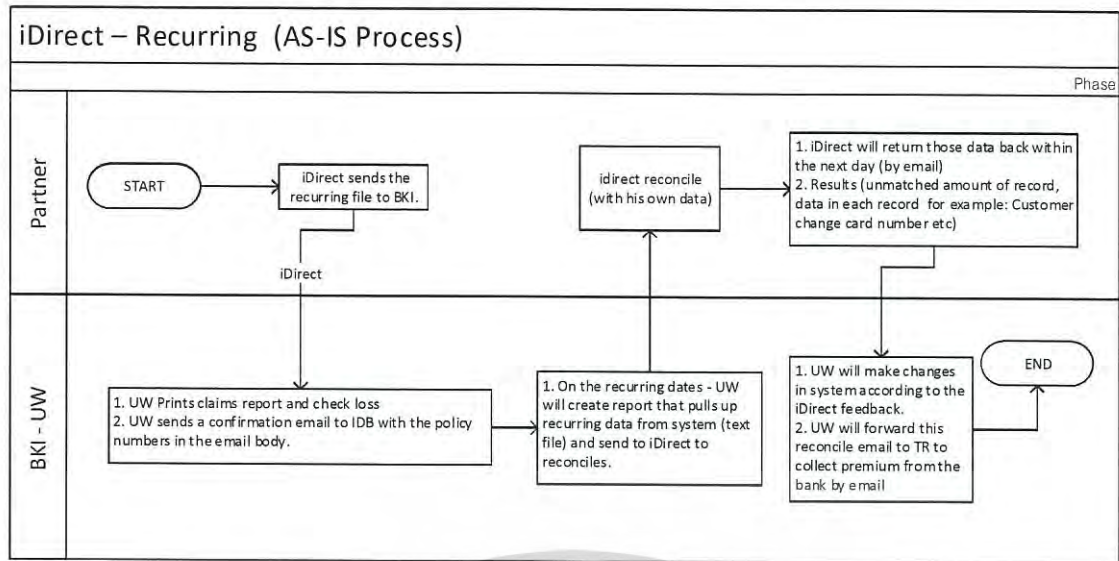 iDirect – Recurring (AS-IS Process)
Phase
Partner
START
iDirect sends the
recurring file to BKI.
iDirect
idirect reconcile
(with his own data)
1. iDirect will return those data back within
the next day (by email)
2. Results (unmatched amount of record,
data in each record for example: Customer
change card number etc)
BKI - UW
1. UW Prints claims report and check loss
2. UW sends a confirmation email to IDB with the policy
numbers in the email body.
1. On the recurring dates - UW
will create report that pulls up
recurring data from system (text
file) and send to iDirect to
reconciles.
1. UW will make changes
in system according to the
iDirect feedback.
2. UW will forward this
reconcile email to TR to
collect premium from the
bank by email
END